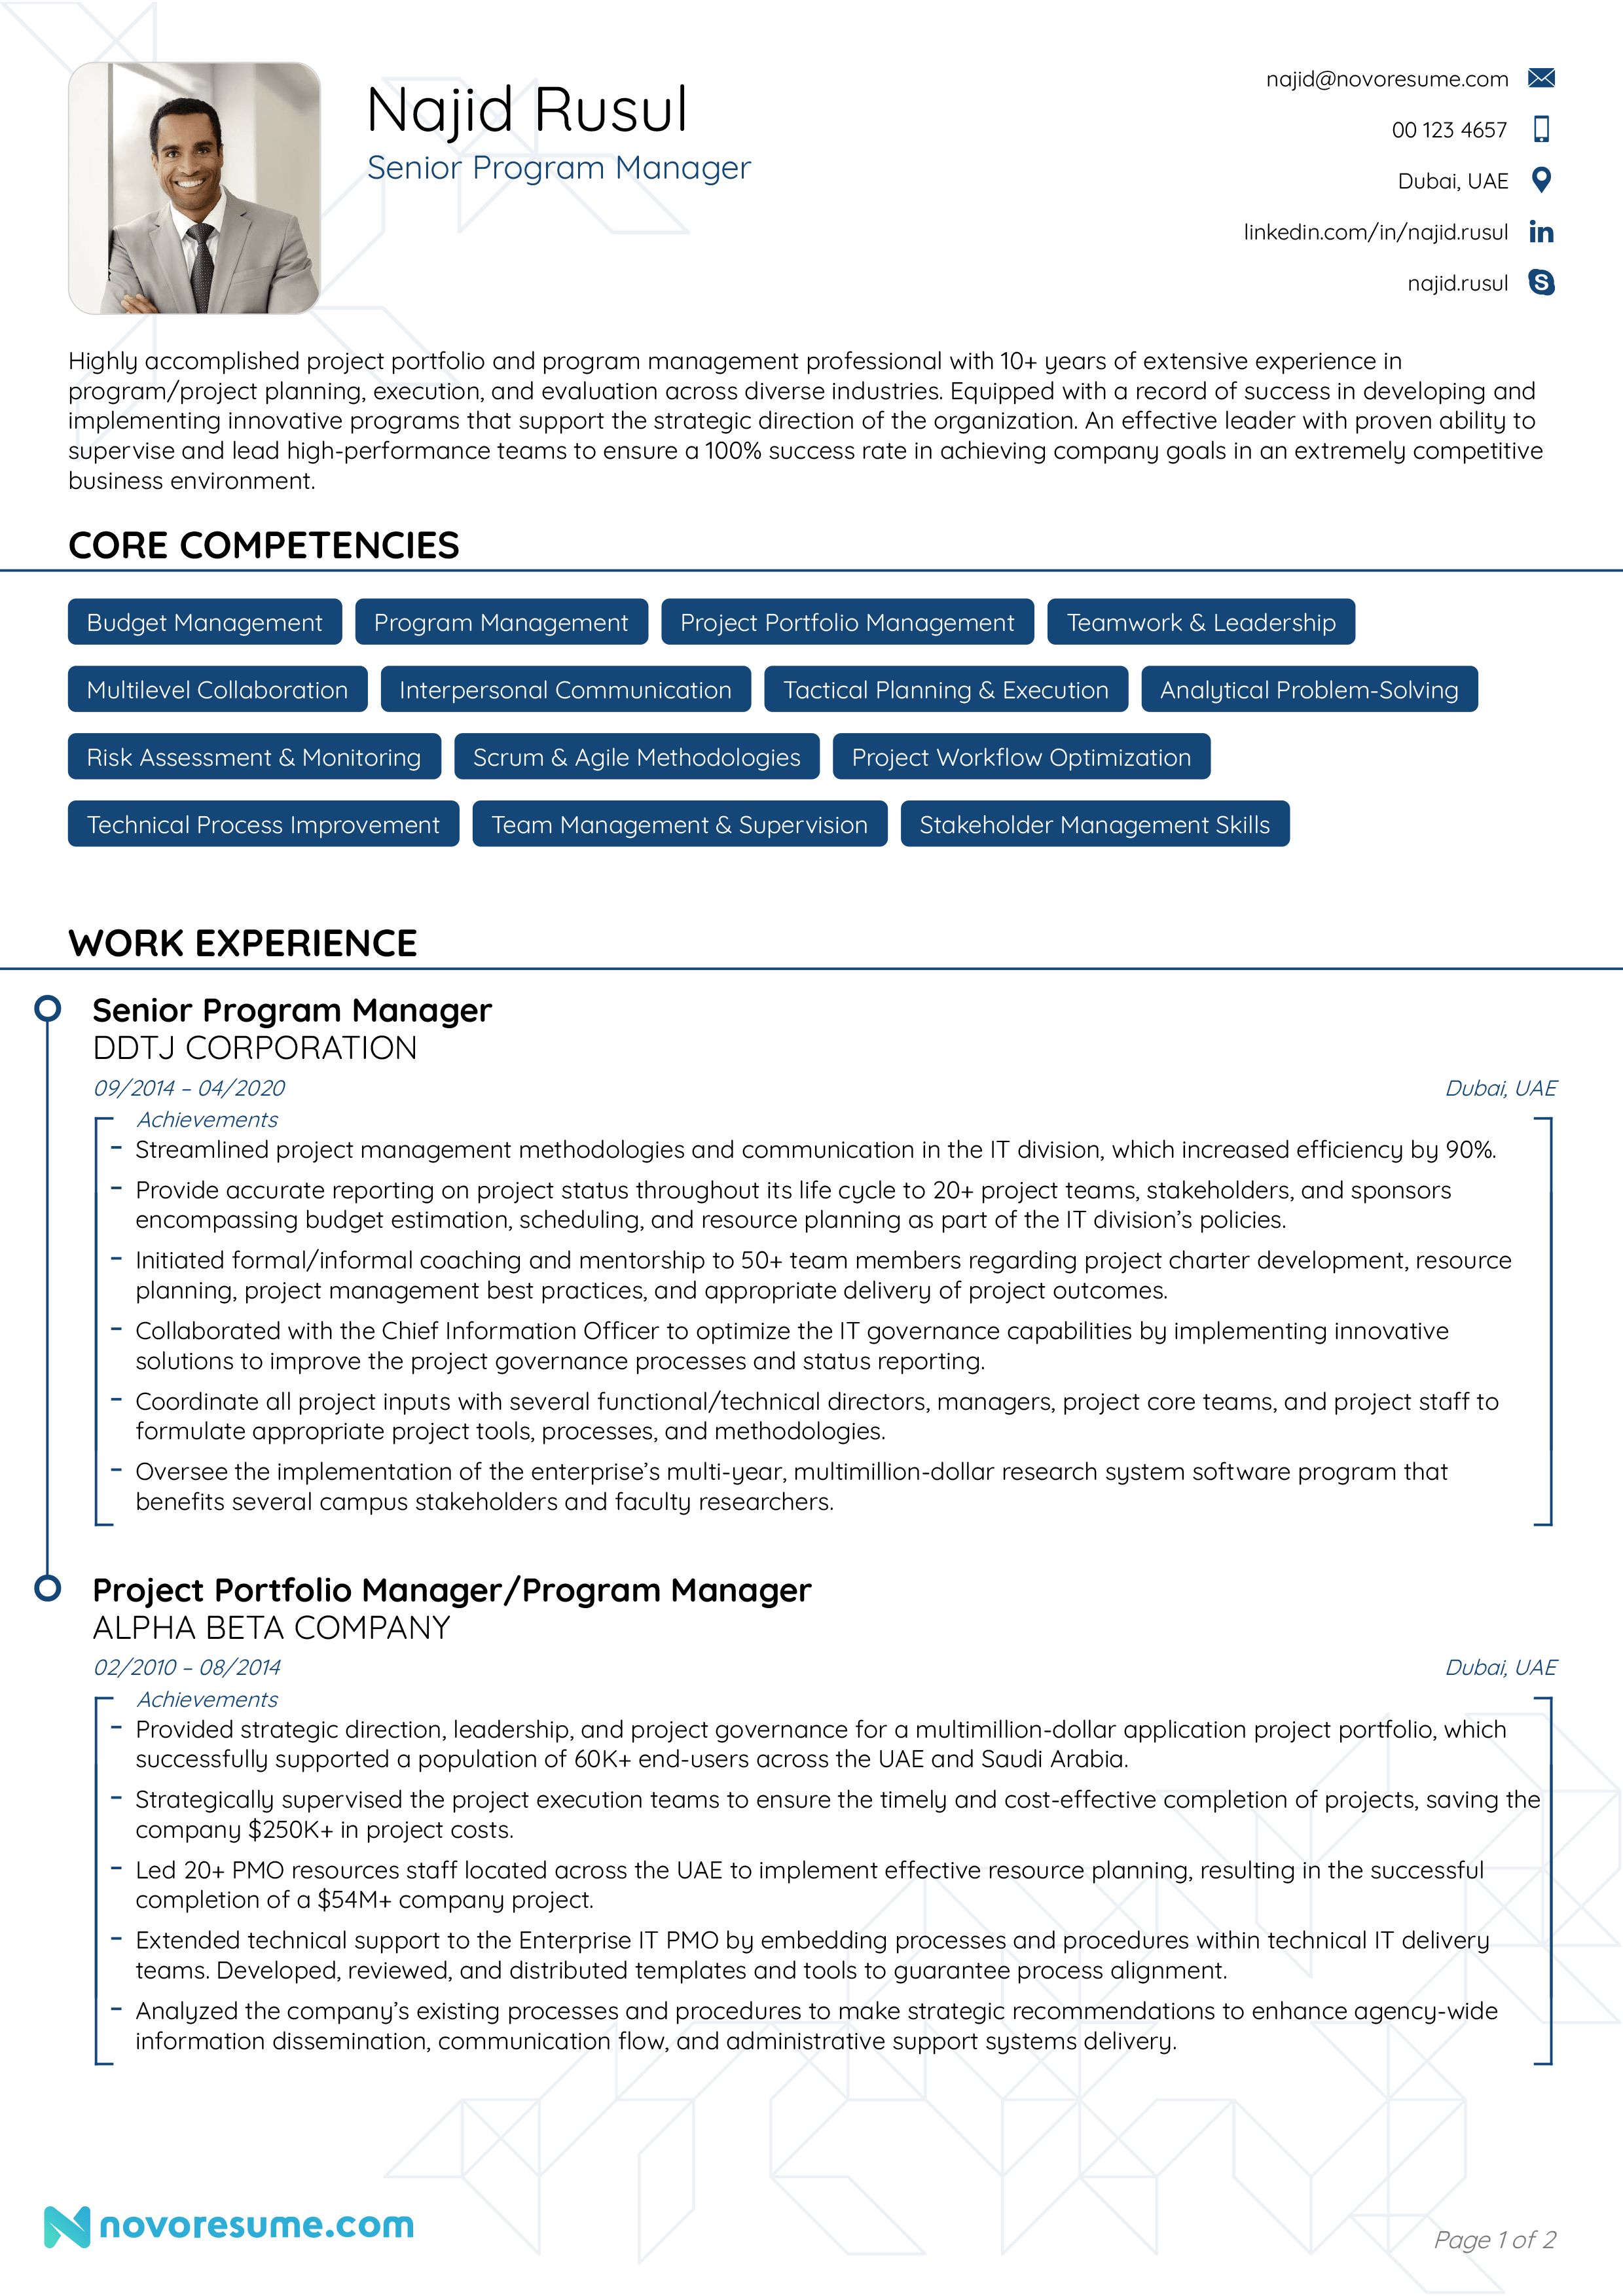 Najid Rusul
Senior Program Manager
najid@novoresume.com
00 123 4657
Dubai, UAE
linkedin.com/in/najid.rusul
najid.rusul
Highly accomplished project portfolio and program management professional with 10+ years of extensive experience in
program/project planning, execution, and evaluation across diverse industries. Equipped with a record of success in developing and
implementing innovative programs that support the strategic direction of the organization. An effective leader with proven ability to
supervise and lead high-performance teams to ensure a 100% success rate in achieving company goals in an extremely competitive
business environment.
CORE COMPETENCIES
Budget Management Program Management Project Portfolio Management Teamwork & Leadership
Multilevel Collaboration Interpersonal Communication Tactical Planning & Execution Analytical Problem-Solving
Risk Assessment & Monitoring Scrum & Agile Methodologies Project Workflow Optimization
Technical Process Improvement Team Management & Supervision Stakeholder Management Skills
WORK EXPERIENCE
Senior Program Manager
DDTJ CORPORATION
09/2014 – 04/2020 Dubai, UAE
Achievements
– Streamlined project management methodologies and communication in the IT division, which increased efficiency by 90%.
– Provide accurate reporting on project status throughout its life cycle to 20+ project teams, stakeholders, and sponsors
encompassing budget estimation, scheduling, and resource planning as part of the IT division’s policies.
– Initiated formal/informal coaching and mentorship to 50+ team members regarding project charter development, resource
planning, project management best practices, and appropriate delivery of project outcomes.
– Collaborated with the Chief Information Officer to optimize the IT governance capabilities by implementing innovative
solutions to improve the project governance processes and status reporting.
– Coordinate all project inputs with several functional/technical directors, managers, project core teams, and project staff to
formulate appropriate project tools, processes, and methodologies.
– Oversee the implementation of the enterprise’s multi-year, multimillion-dollar research system software program that
benefits several campus stakeholders and faculty researchers.
Project Portfolio Manager/Program Manager
ALPHA BETA COMPANY
02/2010 – 08/2014 Dubai, UAE
Achievements
– Provided strategic direction, leadership, and project governance for a multimillion-dollar application project portfolio, which
successfully supported a population of 60K+ end-users across the UAE and Saudi Arabia.
– Strategically supervised the project execution teams to ensure the timely and cost-effective completion of projects, saving the
company $250K+ in project costs.
– Led 20+ PMO resources staff located across the UAE to implement effective resource planning, resulting in the successful
completion of a $54M+ company project.
– Extended technical support to the Enterprise IT PMO by embedding processes and procedures within technical IT delivery
teams. Developed, reviewed, and distributed templates and tools to guarantee process alignment.
– Analyzed the company’s existing processes and procedures to make strategic recommendations to enhance agency-wide
information dissemination, communication flow, and administrative support systems delivery.
novoresume.com
Page 1 of 2